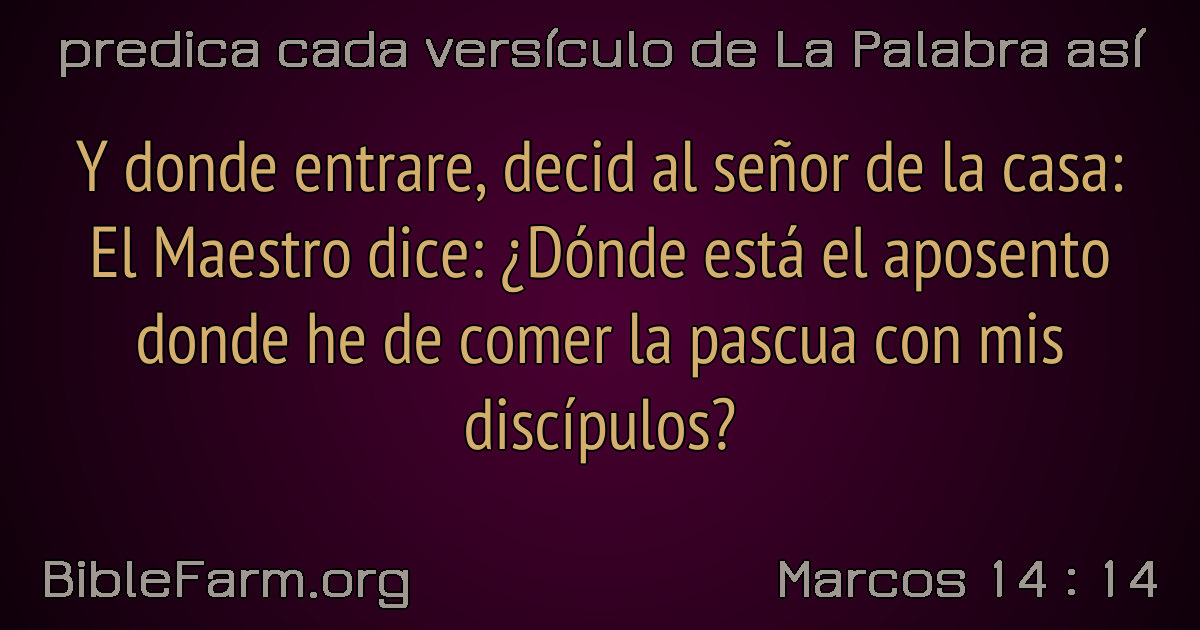 predica cada versículo de La Palabra así
Y donde entrare, decid al señor de la casa:
El Maestro dice: ¿Dónde está el aposento
donde he de comer la pascua con mis
discípulos?
BibleFarm.org
Marcos 14 : 14